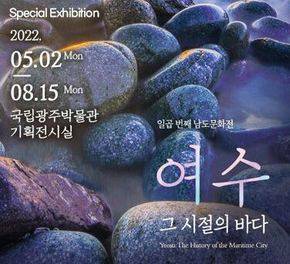 Special Exhibition
2022.
05.02 Mon
08.15 Mon
국립광주박물관
기획전시실
일곱 번째 남도문화전
여수
그 시절의 바다
Yeosu: The History of the Maritime City